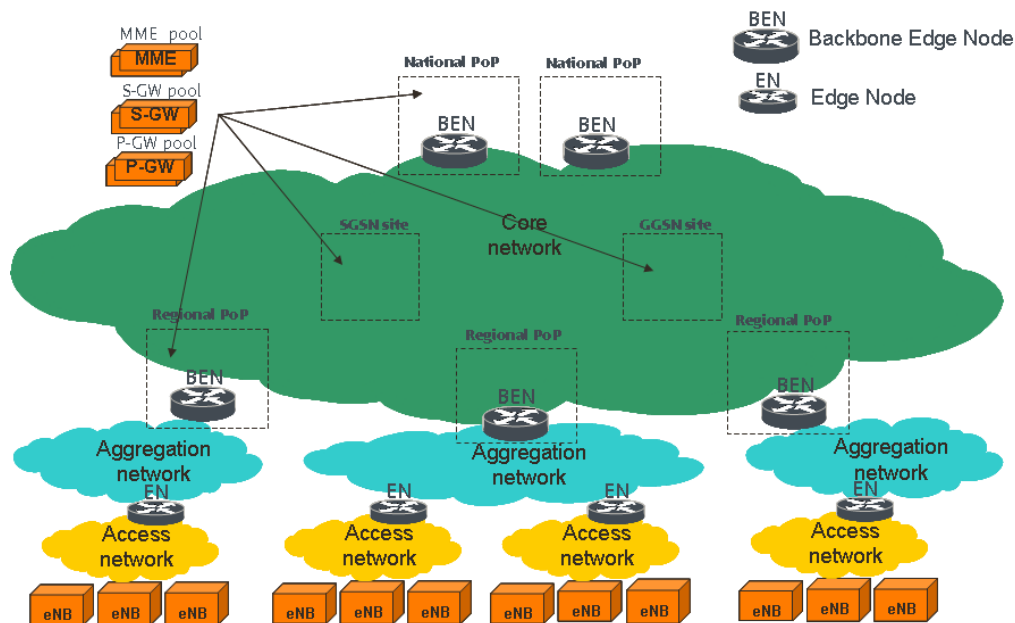 MME pool
MME
S-GW pool
S-GW
P-GW pool
P-GW
National PoP
National PoP
BEN
BEN
BEN
Backbone Edge Node
EN
Edge Node
SGSN site
Core
network
GGSN site
Regional PoP
Regional PoP
Regional PoP
BEN
BEN
BEN
Aggregation
network
Aggregation
network
Aggregation
network
EN
EN
EN
EN
Access
network
Access
network
Access
network
Access
network
eNB
eNB
eNB
eNB
eNB
eNB
eNB
eNB
eNB
eNB
eNB
eNB